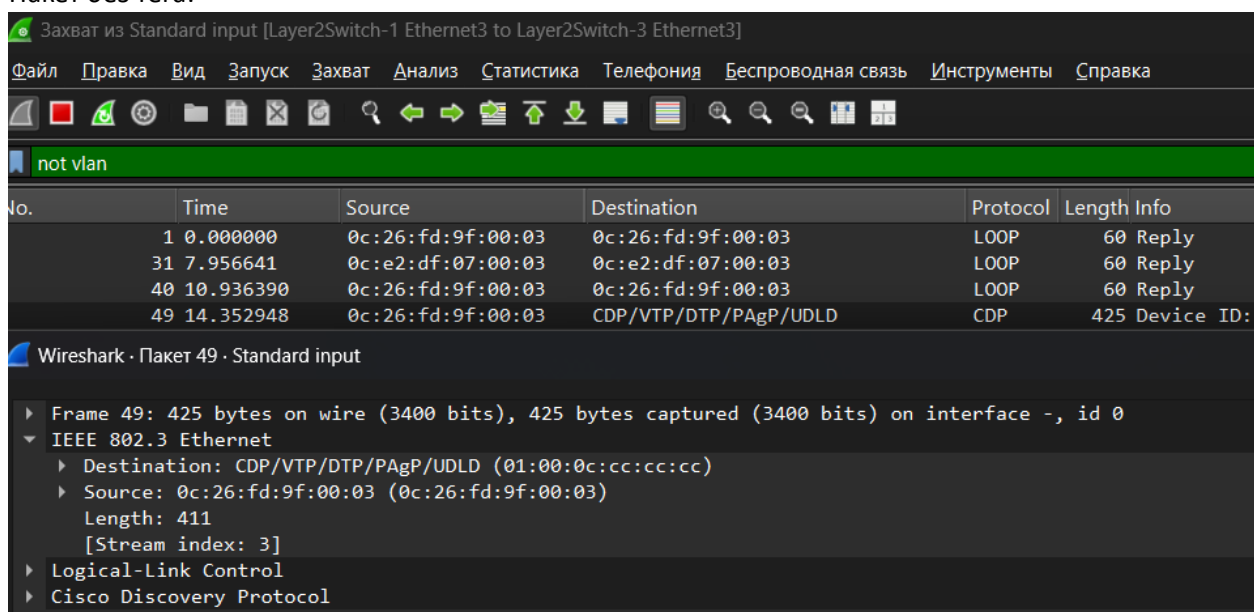 Пакет без тега:
Захват из Standard input [Layer2Switch-1 Ethernet3 to Layer2Switch-3 Ethernet3]
Файл Правка Вид Запуск Захват Анализ Статистика Телефония Беспроводная связь Инструменты Справка
not vlan
No. Time Source Destination Protocol Length Info
1 0.000000 0c:26:fd:9f:00:03 0c:26:fd:9f:00:03 LOOP 60 Reply
31 7.956641 0c:e2:df:07:00:03 0c:e2:df:07:00:03 LOOP 60 Reply
40 10.936390 0c:26:fd:9f:00:03 0c:26:fd:9f:00:03 LOOP 60 Reply
49 14.352948 0c:26:fd:9f:00:03 CDP/VTP/DTP/PAgP/UDLD CDP 425 Device ID:
Wireshark · Пакет 49 · Standard input
Frame 49: 425 bytes on wire (3400 bits), 425 bytes captured (3400 bits) on interface -, id 0
IEEE 802.3 Ethernet
Destination: CDP/VTP/DTP/PAgP/UDLD (01:00:0c:cc:cc:cc)
Source: 0c:26:fd:9f:00:03 (0c:26:fd:9f:00:03)
Length: 411
[Stream index: 3]
Logical-Link Control
Cisco Discovery Protocol